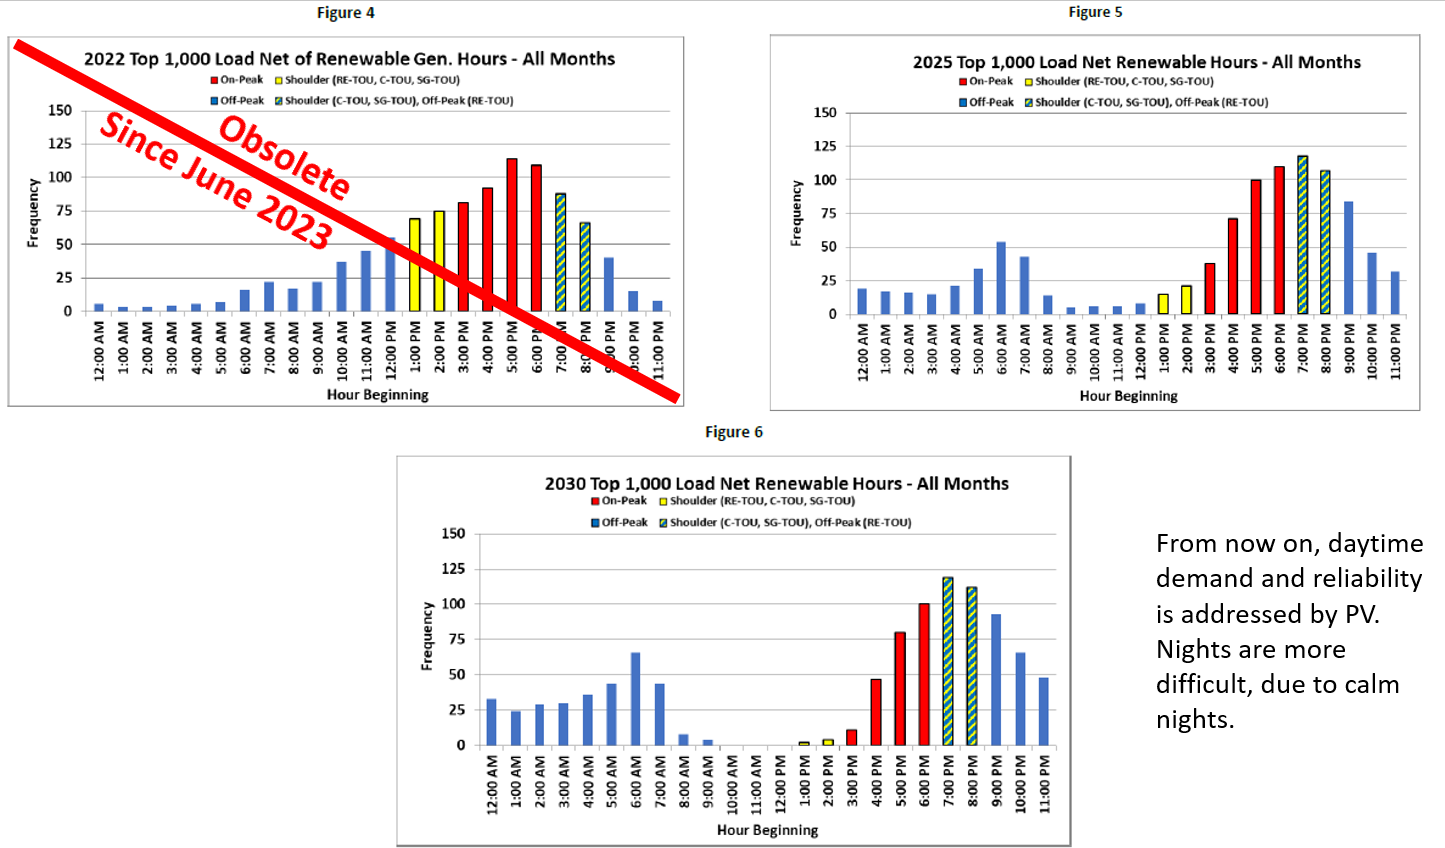 Figure 4
2022 Top 1,000 Load Net of Renewable Gen. Hours - All Months
On-Peak
Shoulder (RE-TOU, C-TOU, SG-TOU)
Off-Peak
Shoulder (C-TOU, SG-TOU), Off-Peak (RE-TOU)
Obsolete
Since June 2023
Frequency
150
125
100
75
50
25
0
12:00 AM
1:00 AM
2:00 AM
3:00 AM
4:00 AM
5:00 AM
6:00 AM
7:00 AM
8:00 AM
9:00 AM
10:00 AM
11:00 AM
12:00 PM
1:00 PM
2:00 PM
3:00 PM
4:00 PM
5:00 PM
6:00 PM
7:00
8:00 PM
PM
PM
11:00 PM
Hour Beginning
Figure 5
2025 Top 1,000 Load Net Renewable Hours - All Months
On-Peak
Shoulder (RE-TOU, C-TOU, SG-TOU)
Off-Peak
Shoulder (C-TOU, SG-TOU), Off-Peak (RE-TOU)
Frequency
150
125
100
75
50
25
0
12:00 AM
1:00 AM
2:00 AM
3:00 AM
4:00 AM
5:00 AM
6:00 AM
7:00 AM
8:00 AM
9:00 AM
10:00 AM
11:00 AM
12:00 PM
1:00 PM
2:00 PM
3:00 PM
4:00 PM
5:00 PM
6:00 PM
7:00 PM
8:00 PM
9:00 PM
10:00 PM
11:00 PM
Hour Beginning
Figure 6
2030 Top 1,000 Load Net Renewable Hours - All Months
On-Peak
Shoulder (RE-TOU, C-TOU, SG-TOU)
Off-Peak
Shoulder (C-TOU, SG-TOU), Off-Peak (RE-TOU)
Frequency
150
125
100
75
50
25
0
12:00 AM
1:00 AM
2:00 AM
3:00 AM
4:00 AM
5:00 AM
6:00 AM
7:00 AM
8:00 AM
9:00 AM
10:00 AM
11:00 AM
12:00 PM
1:00 PM
2:00 PM
3:00 PM
4:00 PM
5:00 PM
6:00 PM
7:00 PM
8:00 PM
9:00 PM
10:00 PM
11:00 PM
Hour Beginning
From now on, daytime
demand and reliability
is addressed by PV.
Nights are more
difficult, due to calm
nights.